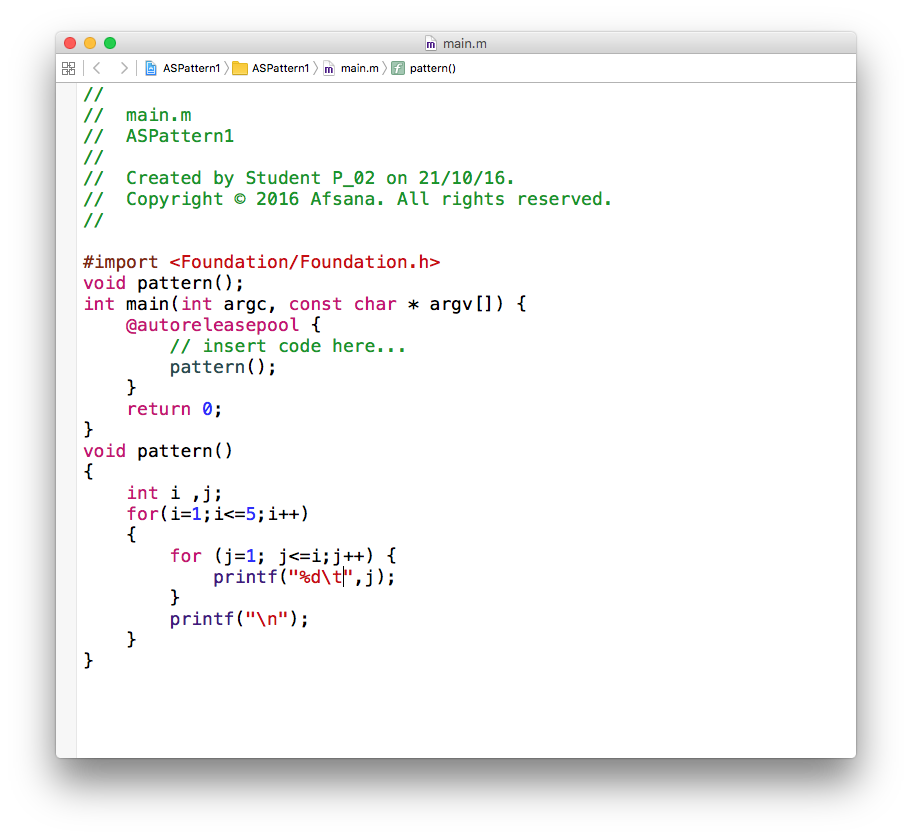 main.m
ASPattern1 ASPattern1 main.m pattern()
//
//  main.m
//  ASPattern1
//
//  Created by Student P_02 on 21/10/16.
//  Copyright © 2016 Afsana. All rights reserved.
//

#import <Foundation/Foundation.h>
void pattern();
int main(int argc, const char * argv[]) {
    @autoreleasepool {
        // insert code here...
        pattern();
    }
    return 0;
}
void pattern()
{
    int i ,j;
    for(i=1;i<=5;i++)
    {
        for (j=1; j<=i;j++) {
            printf("%d\t",j);
        }
        printf("\n");
    }
}